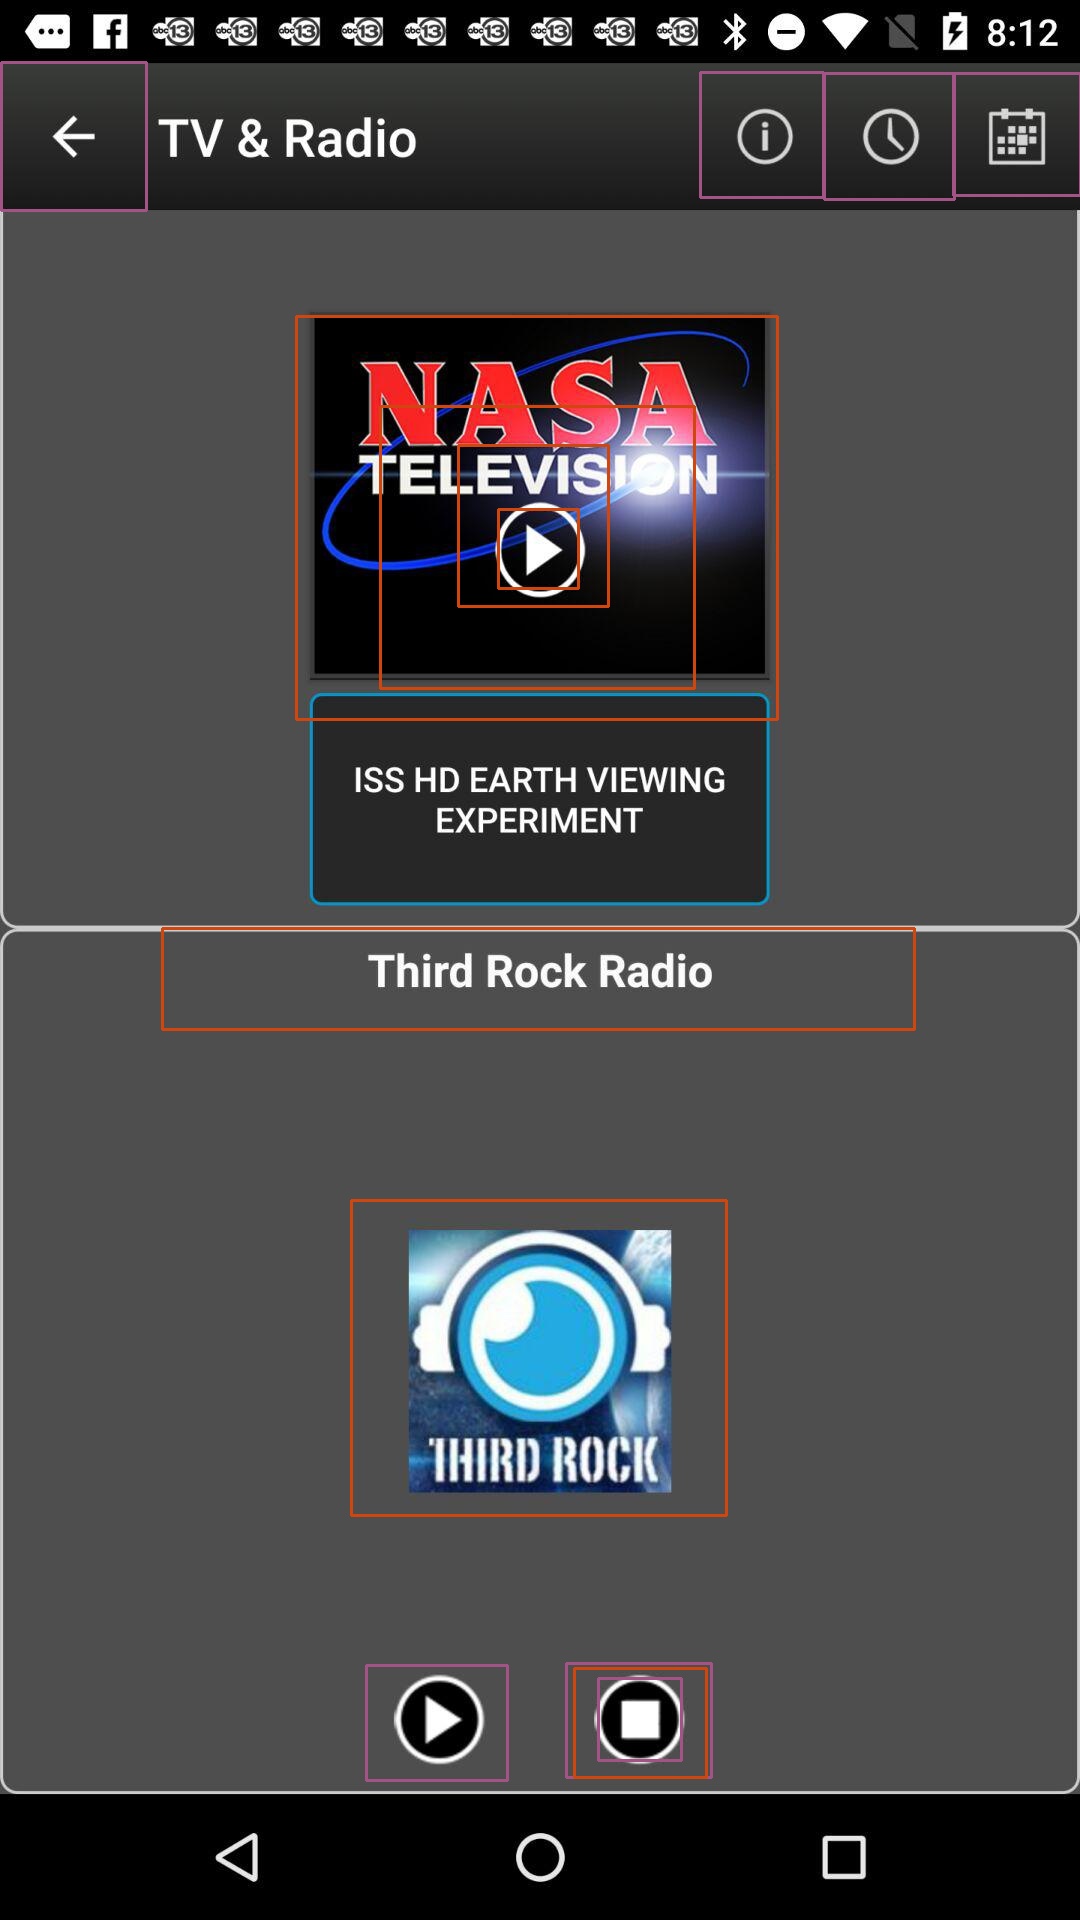 abc13 abc13 abc13 abc13 abc13 abc13 abc13 abc13 abc13 8:12
TV & Radio
NASA
TELEVISION
ISS HD EARTH VIEWING
EXPERIMENT
Third Rock Radio
THIRD ROCK